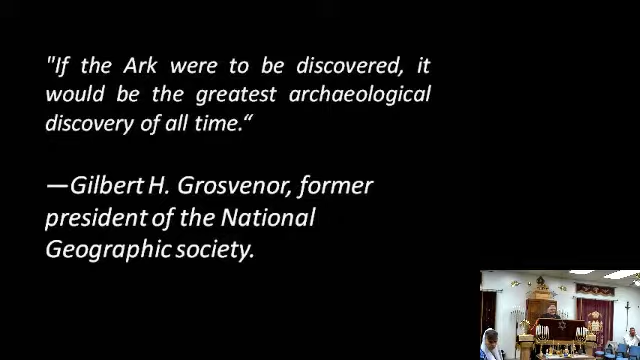 "If the Ark were to be discovered, it
would be the greatest archaeological
discovery of all time.“
—Gilbert H. Grosvenor, former
president of the National
Geographic society.